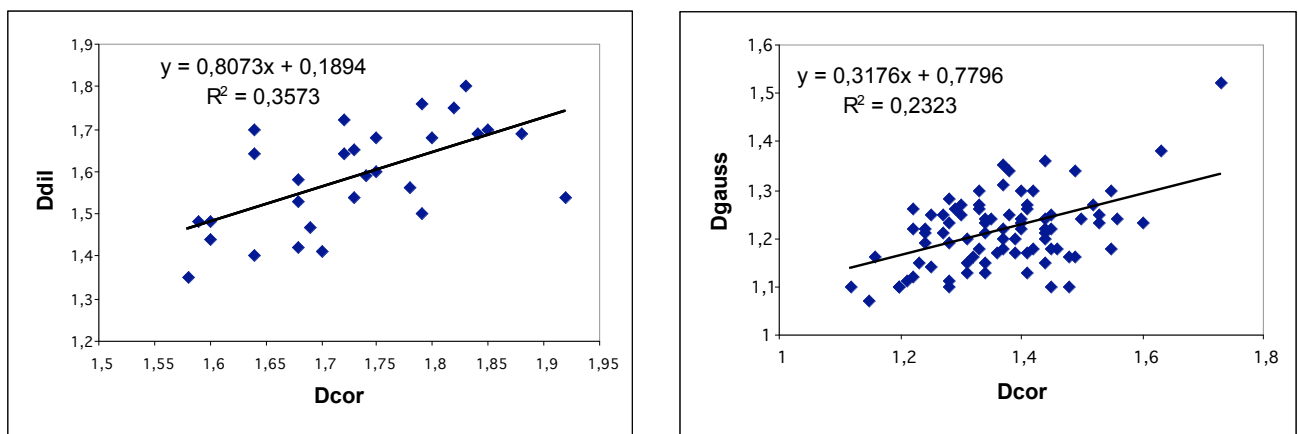 1,9
y = 0,8073x + 0,1894
R² = 0,3573
1,8
1,7
1,6
1,5
1,4
1,3
1,2
Ddil
1,5 1,55 1,6 1,65 1,7 1,75 1,8 1,85 1,9 1,95
Dcor
1,6
y = 0,3176x + 0,7796
R² = 0,2323
1,5
1,4
1,3
1,2
1,1
1
Dgauss
1 1,2 1,4 1,6 1,8
Dcor